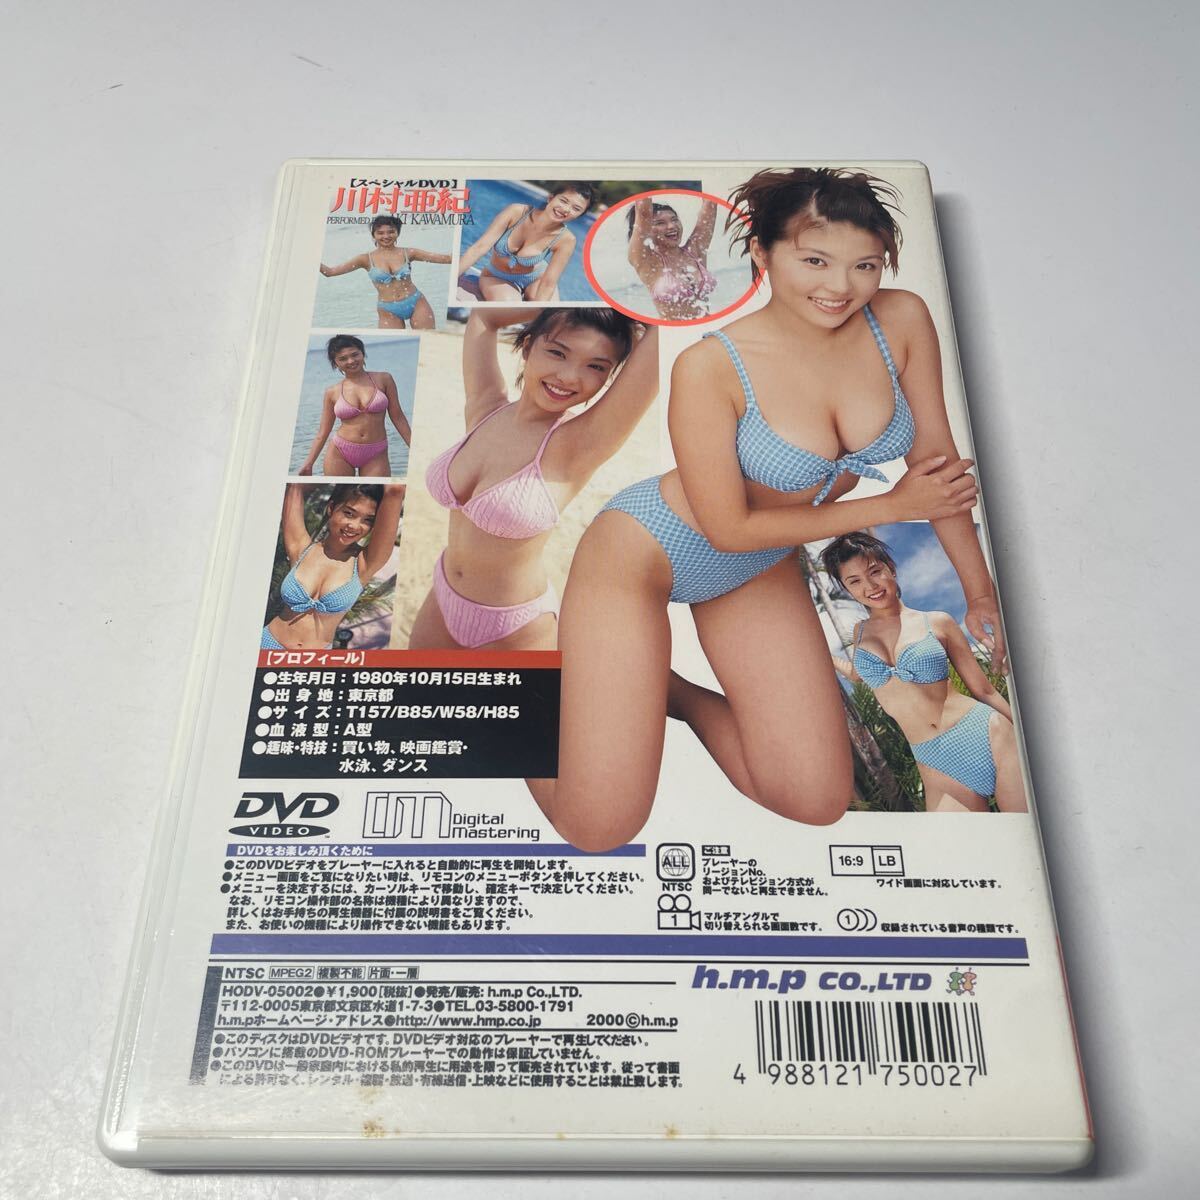 【スペシャルDVD】
川村亜紀
PERFORMED BY AKI KAWAMURA
【プロフィール】
●生年月日：1980年10月15日生まれ
●出 身 地：東京都
●サ イ ズ：T157/B85/W58/H85
●血 液 型：A型
●趣味・特技：買い物、映画鑑賞・
水泳、ダンス
DVD
VIDEO
Digital
Mastering
DVDをお楽しみ頂くために
●このDVDビデオをプレーヤーに入れると自動的に再生を開始します。
●メニュー画面をご覧になりたい時は、リモコンのメニューボタンを押してください。
●メニューを決定するには、カーソルキーで移動し、確定キーで決定してください。
なお、リモコン操作部の名称は機種により異なりますので、
詳しくはお手持ちの再生機器に付属の説明書をご覧ください。
また、お使いの機種により操作できない機能もあります。
ALL
NTSC
ご注意
プレーヤーの
リージョンNo.
およびテレビジョン方式が
同一でないと再生できません。
16:9 LB
ワイド画面に対応しています。
1
マルチアングルで
切り替えられる画面数です。
1
収録されている音声の種類です。
NTSC MPEG2 複製不能 片面・一層
HODV-05002●￥1,900[税抜]●発売/販売：h.m.p Co.,LTD.
〒112-0005東京都文京区水道1-7-3●TEL.03-5800-1791
h.m.pホームページ・アドレス●http://www.hmp.co.jp 2000©h.m.p
●このディスクはDVDビデオです。DVDビデオ対応のプレーヤーで再生してください。
●パソコンに搭載のDVD-ROMプレーヤーでの動作は保証していません。
●このDVDは一般家庭内における私的再生に用途を限って販売されています。従って書面
による許可なく、レンタル・複製・放送・有線送信・上映などに使用することは禁止致します。
h.m.p CO.,LTD
4 988121 750027